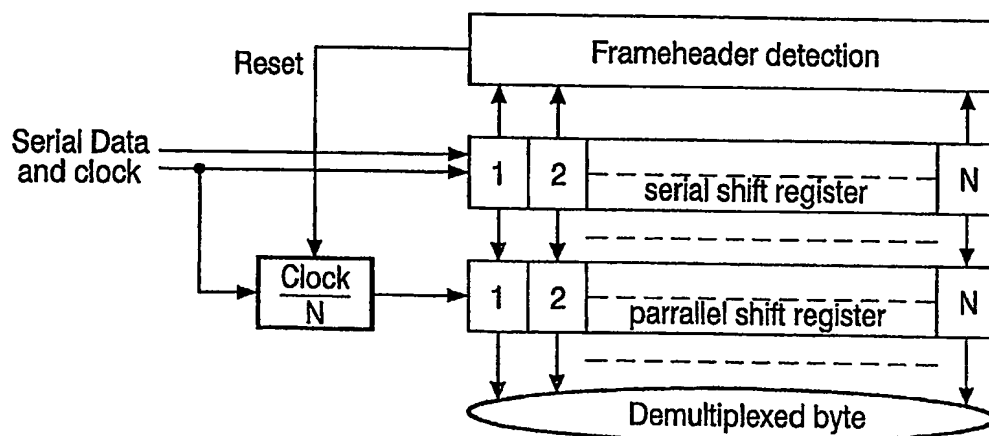 Frameheader detection
Reset
Serial Data
and clock
1 2 N
serial shift register
Clock
N
1 2 N
parrallel shift register
Demultiplexed byte